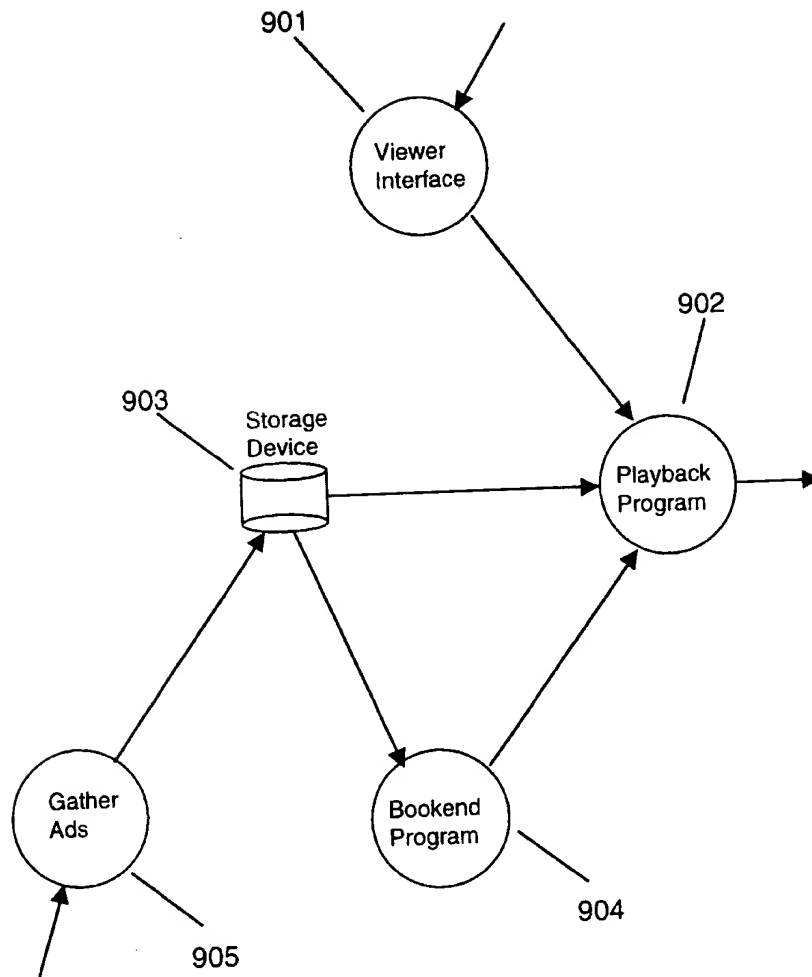 901
Viewer
Interface
902
903
Storage
Device
Playback
Program
Gather
Ads
Bookend
Program
904
905